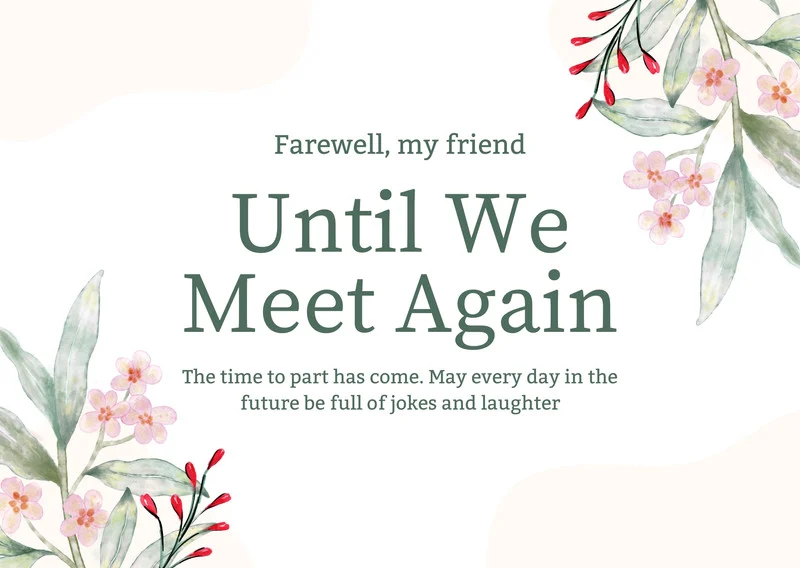 Farewell, my friend
Until We
Meet Again
The time to part has come. May every day in the
future be full of jokes and laughter